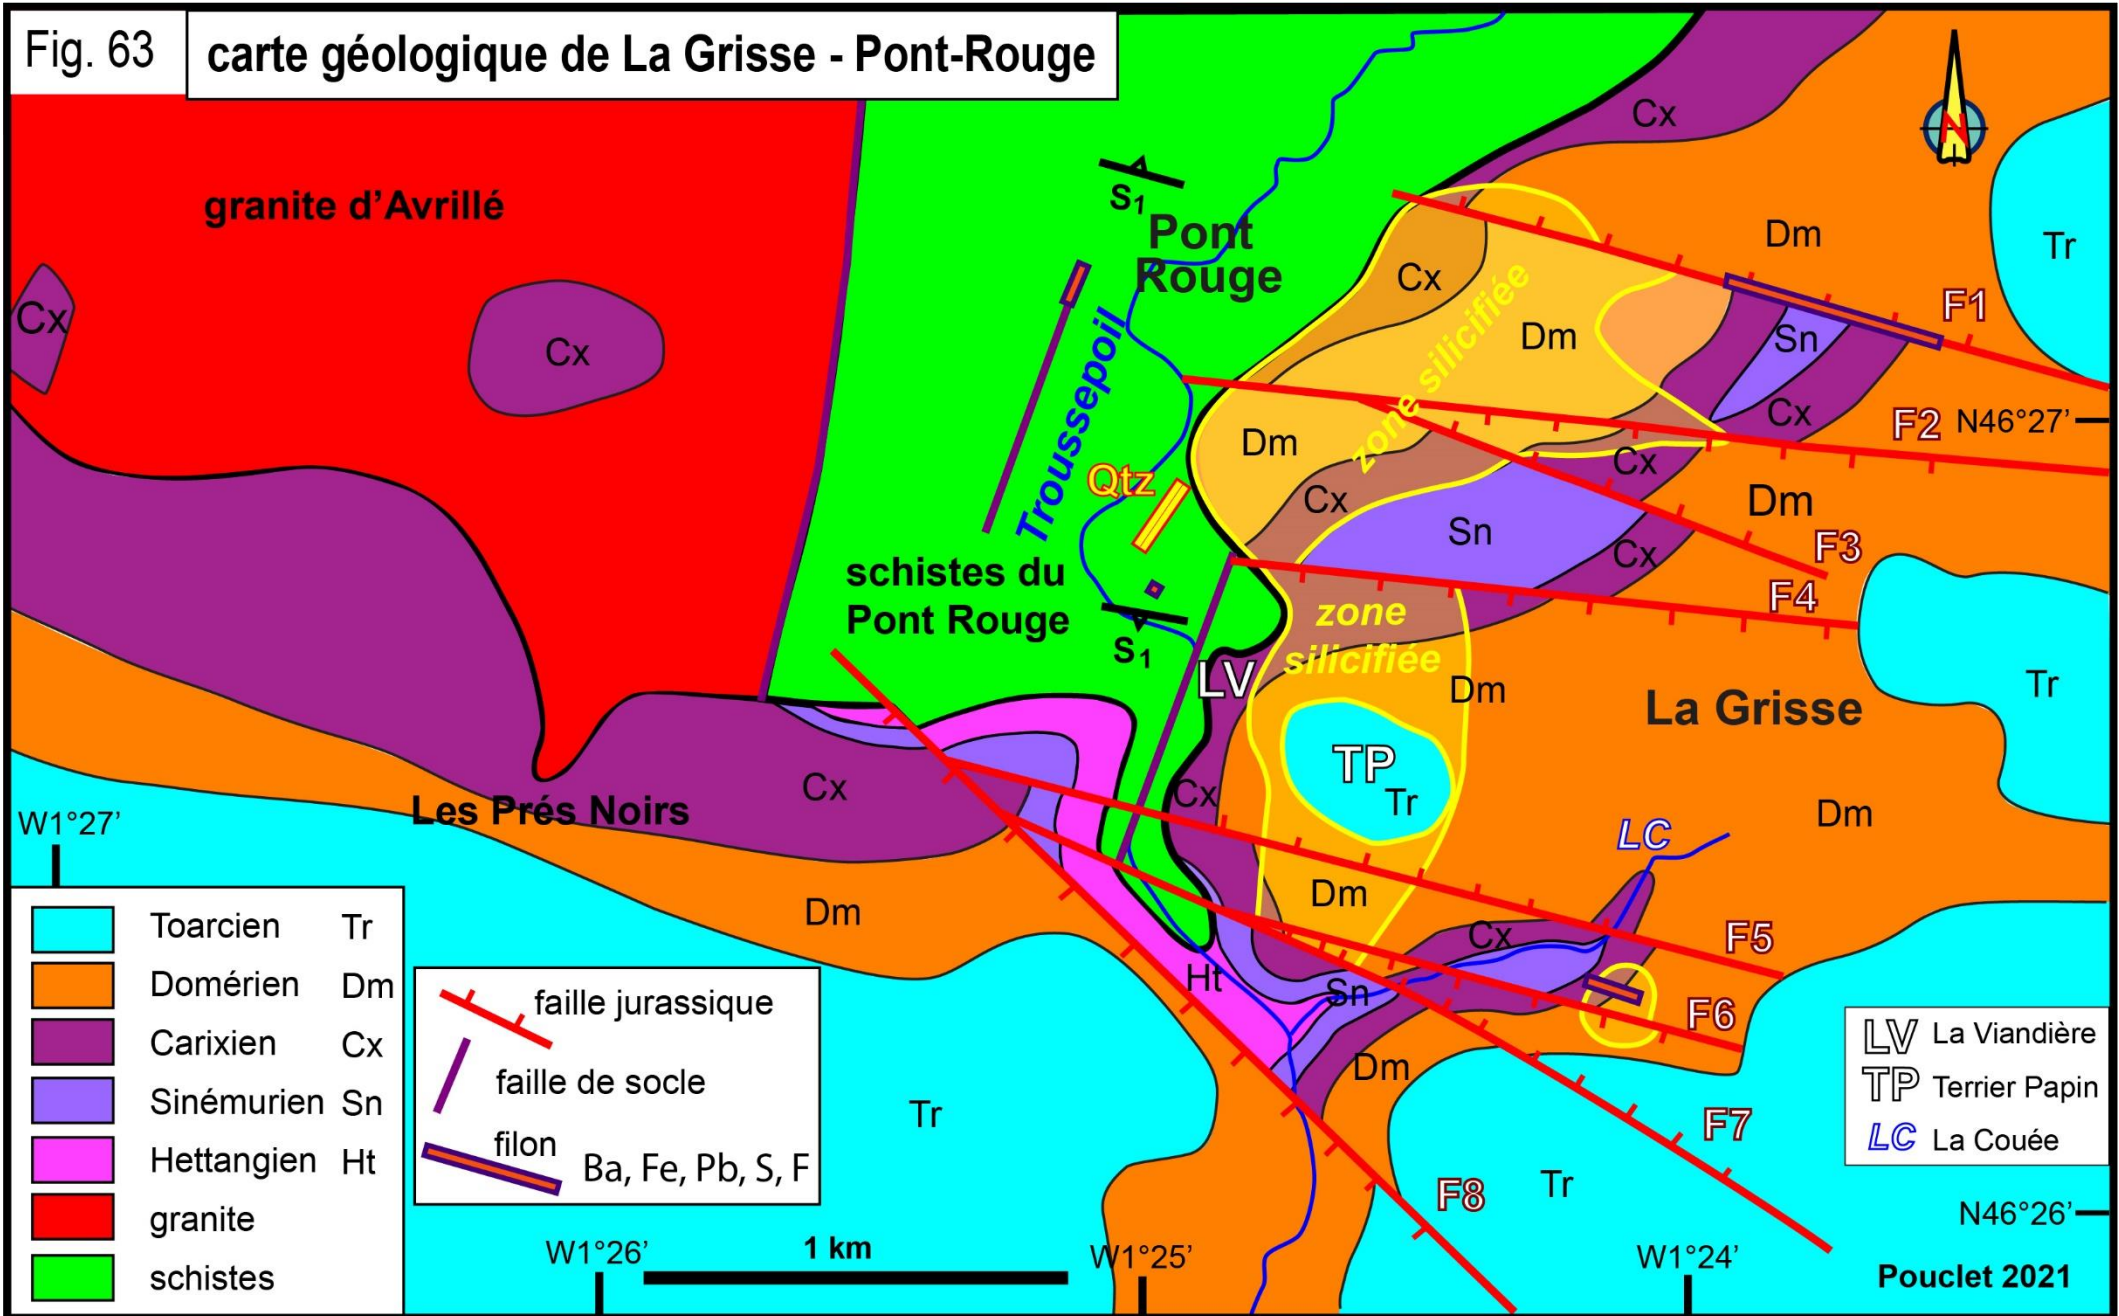 Fig. 63
carte géologique de La Grisse - Pont-Rouge
N
Cx
granite d'Avrillé
S1
Pont
Rouge
Dm
Tr
Cx
Cx
Cx
zone silicifiée
Dm
Sn
F1
Troussepoil
Cx
F2
N46°27'
Dm
Qtz
Cx
Cx
Dm
Sn
Cx
F3
schistes du
Pont Rouge
F4
zone
silicifiée
S1
LV
Dm
La Grisse
Tr
TP
Tr
Cx
Cx
Les Prés Noirs
W1°27'
LC
Dm
Dm
Dm
Cx
F5
Ht
Sn
F6
Dm
F7
Tr
Tr
F8
Toarcien Tr
Domérien Dm
Carixien Cx
Sinémurien Sn
Hettangien Ht
granite
schistes
faille jurassique
faille de socle
filon
Ba, Fe, Pb, S, F
LV La Viandière
TP Terrier Papin
LC La Couée
N46°26'
W1°26'
1 km
W1°25'
W1°24'
Pouclet 2021